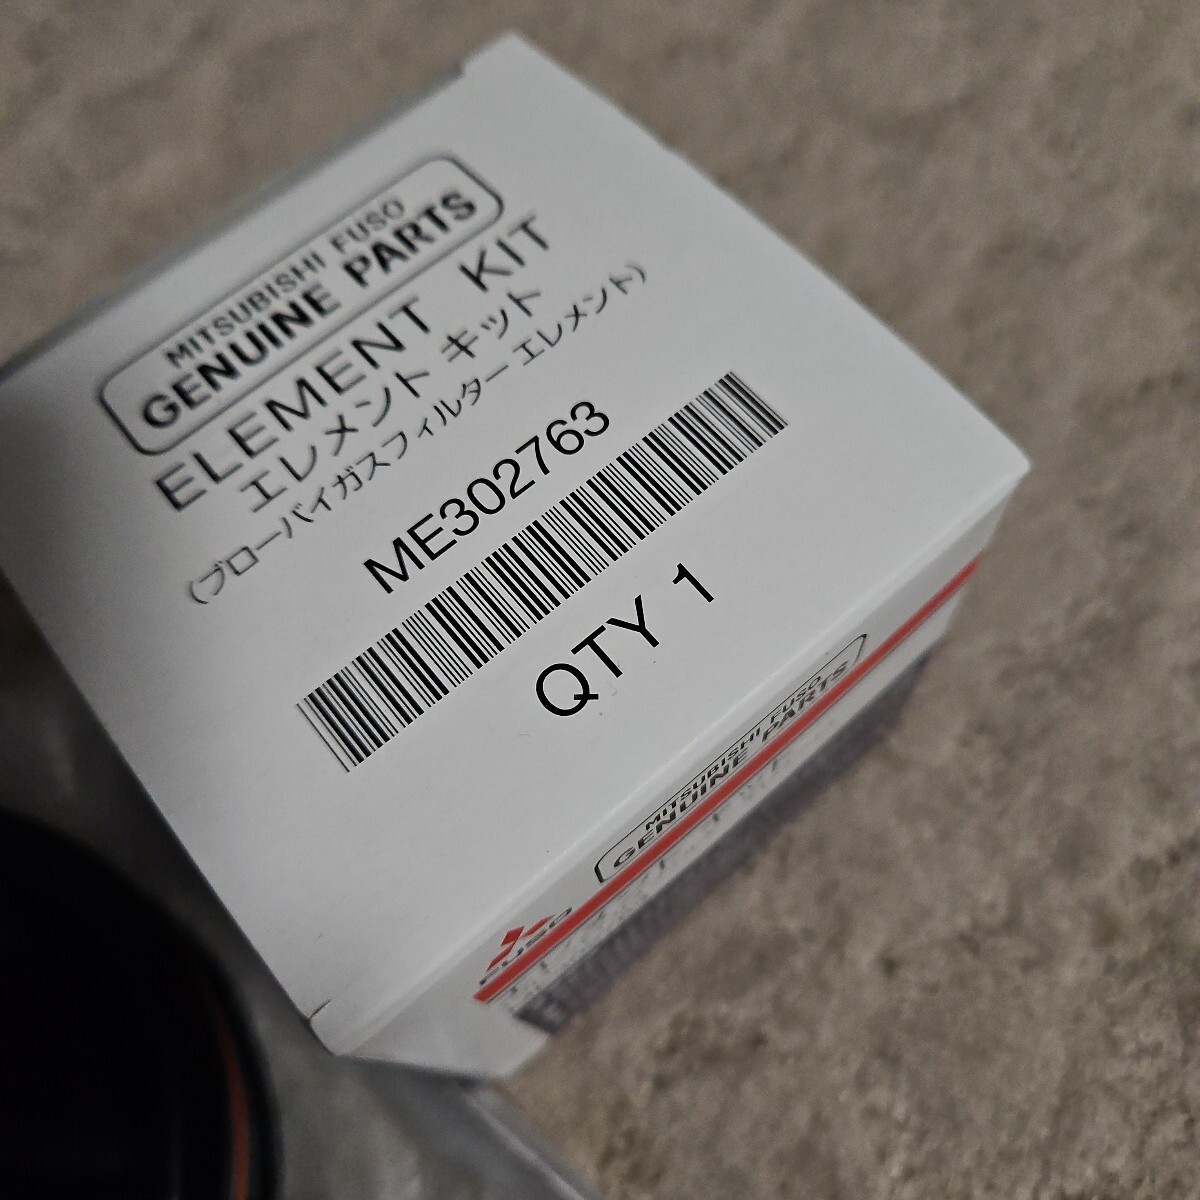 MITSUBISHI FUSO
GENUINE PARTS
ELEMENT KIT
エレメント キット
(ブローバイガスフィルター エレメント)
ME302763
QTY 1
MITSUBISHI FUSO
GENUINE PARTS
FUSO